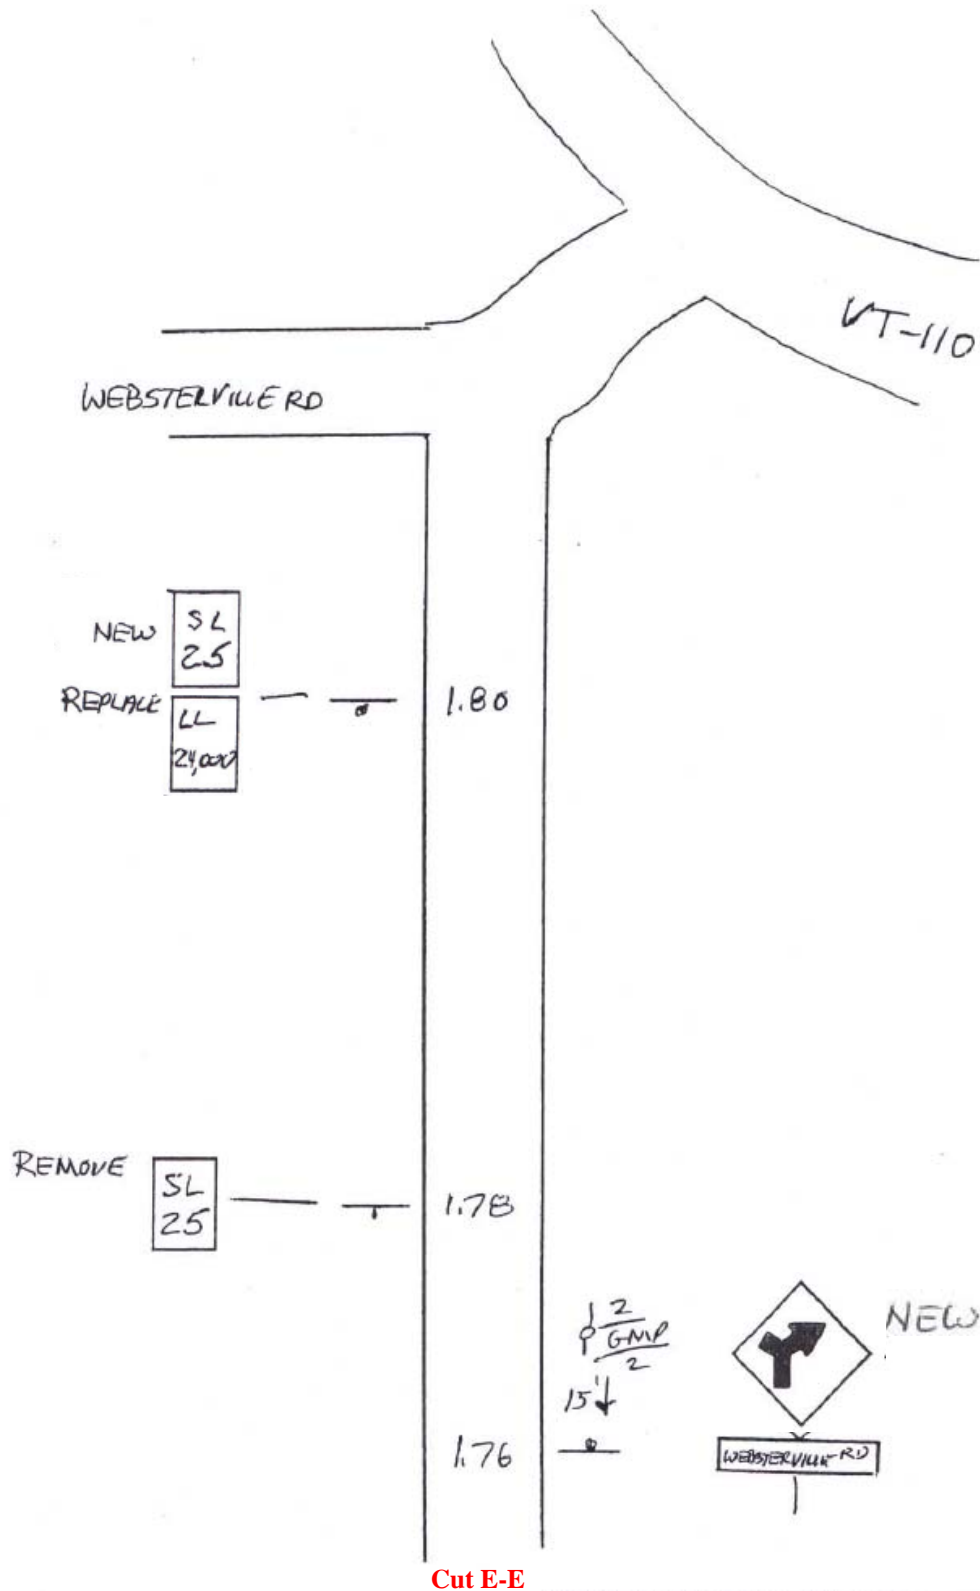 VT-110
WEBSTERVILLE RD
NEW
SL
25
REPLACE
LL
24,000
1.80
REMOVE
SL
25
1.78
2
GMP
2
15'
NEW
1.76
WEBSTERVILLE RD
Cut E-E